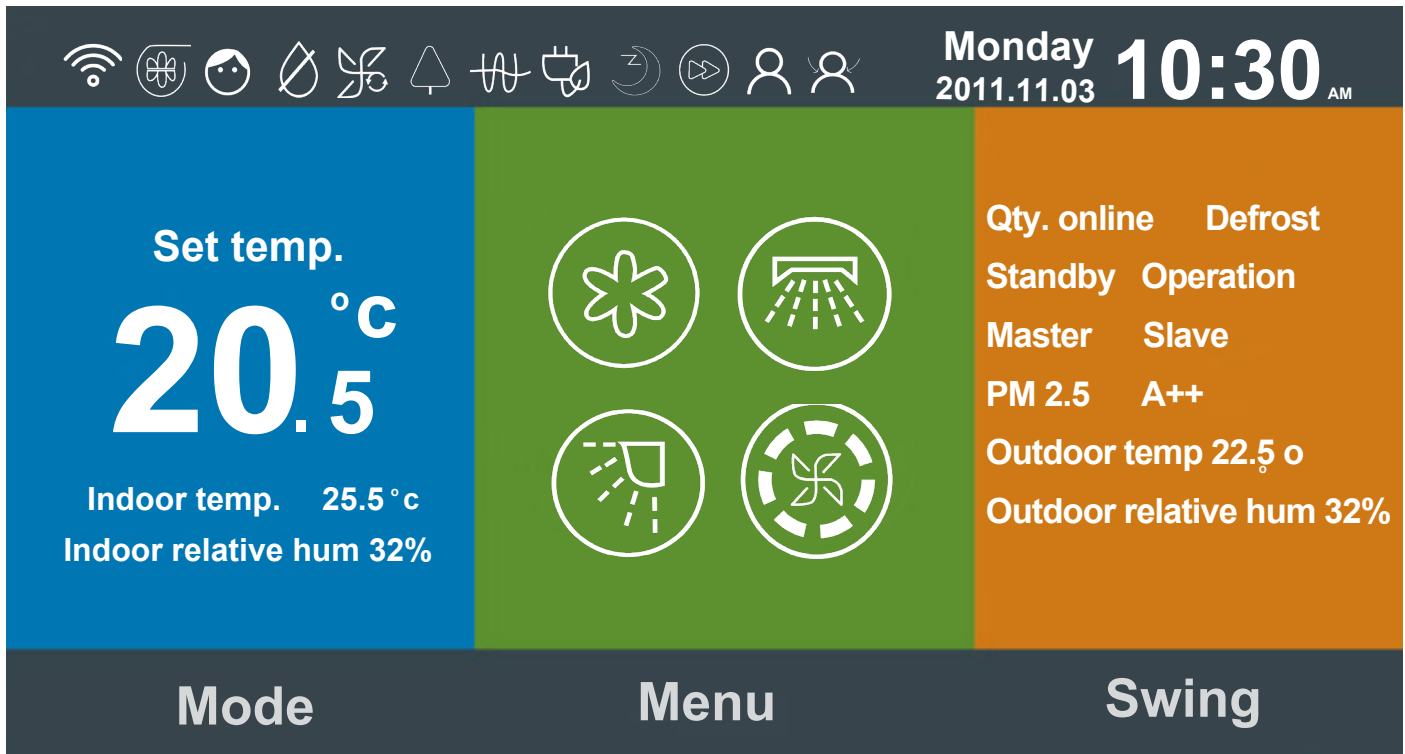 Monday
2011.11.03
10:30 AM
Set temp.
20.5 °c
Indoor temp. 25.5 °c
Indoor relative hum 32%
Qty. online Defrost
Standby Operation
Master Slave
PM 2.5 A++
Outdoor temp 22.5 o
Outdoor relative hum 32%
Mode
Menu
Swing